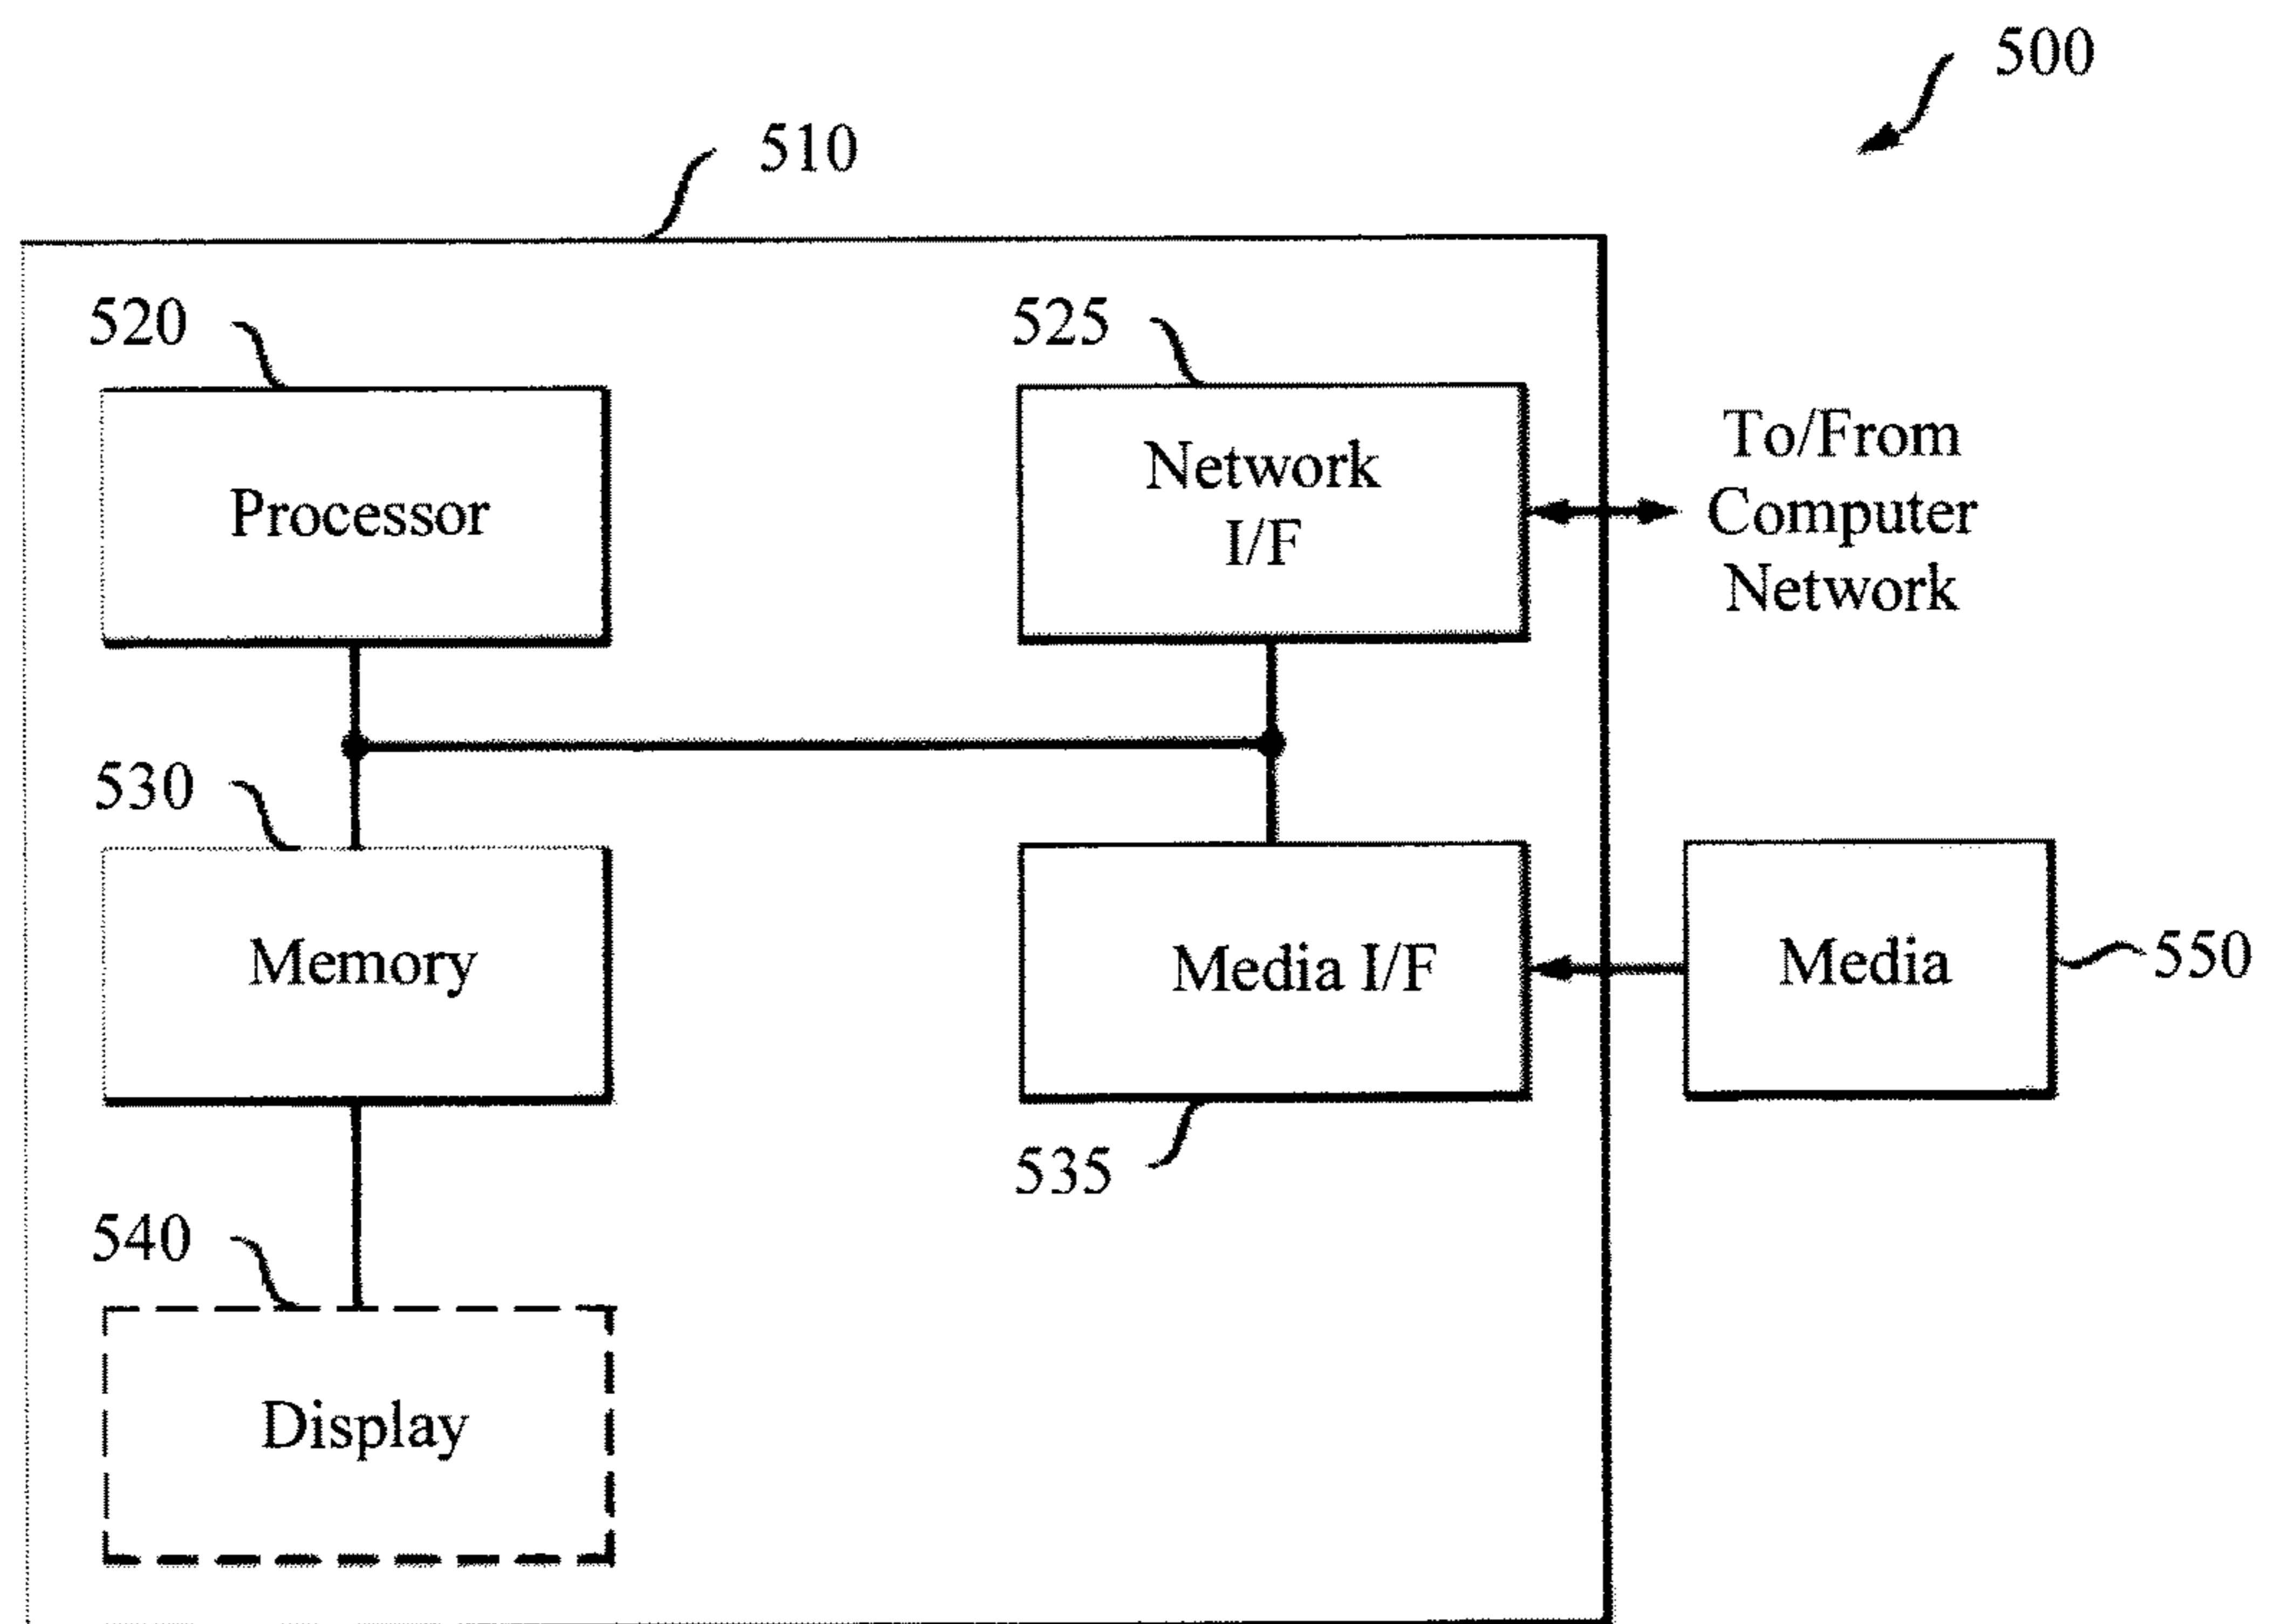 500
510
520
525
Processor
Network
I/F
To/From
Computer
Network
530
Memory
Media I/F
Media
550
535
540
Display